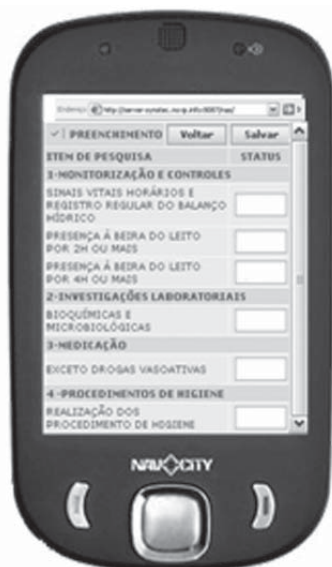 Endereço
PREENCHIMENTO Voltar Salvar
ITEM DE PESQUISA STATUS
1-MONITORIZAÇÃO E CONTROLES
SINAIS VITAIS HORÁRIOS E
REGISTRO REGULAR DO BALANÇO
HÍDRICO
PRESENÇA À BEIRA DO LEITO
POR 2H OU MAIS
PRESENÇA À BEIRA DO LEITO
POR 4H OU MAIS
2-INVESTIGAÇÕES LABORATORIAIS
BIOQUÍMICAS E
MICROBIOLÓGICAS
3-MEDICAÇÃO
EXCETO DROGAS VASOATIVAS
4-PROCEDIMENTOS DE HIGIENE
REALIZAÇÃO DOS
PROCEDIMENTO DE HOGIENE
NAVCITY